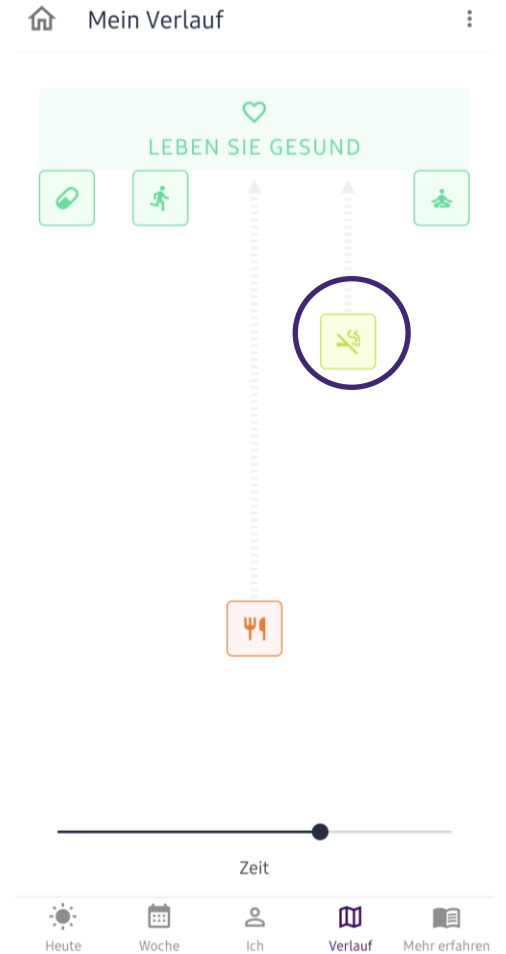 Mein Verlauf
LEBEN SIE GESUND
Zeit
Heute Woche Ich Verlauf Mehr erfahren